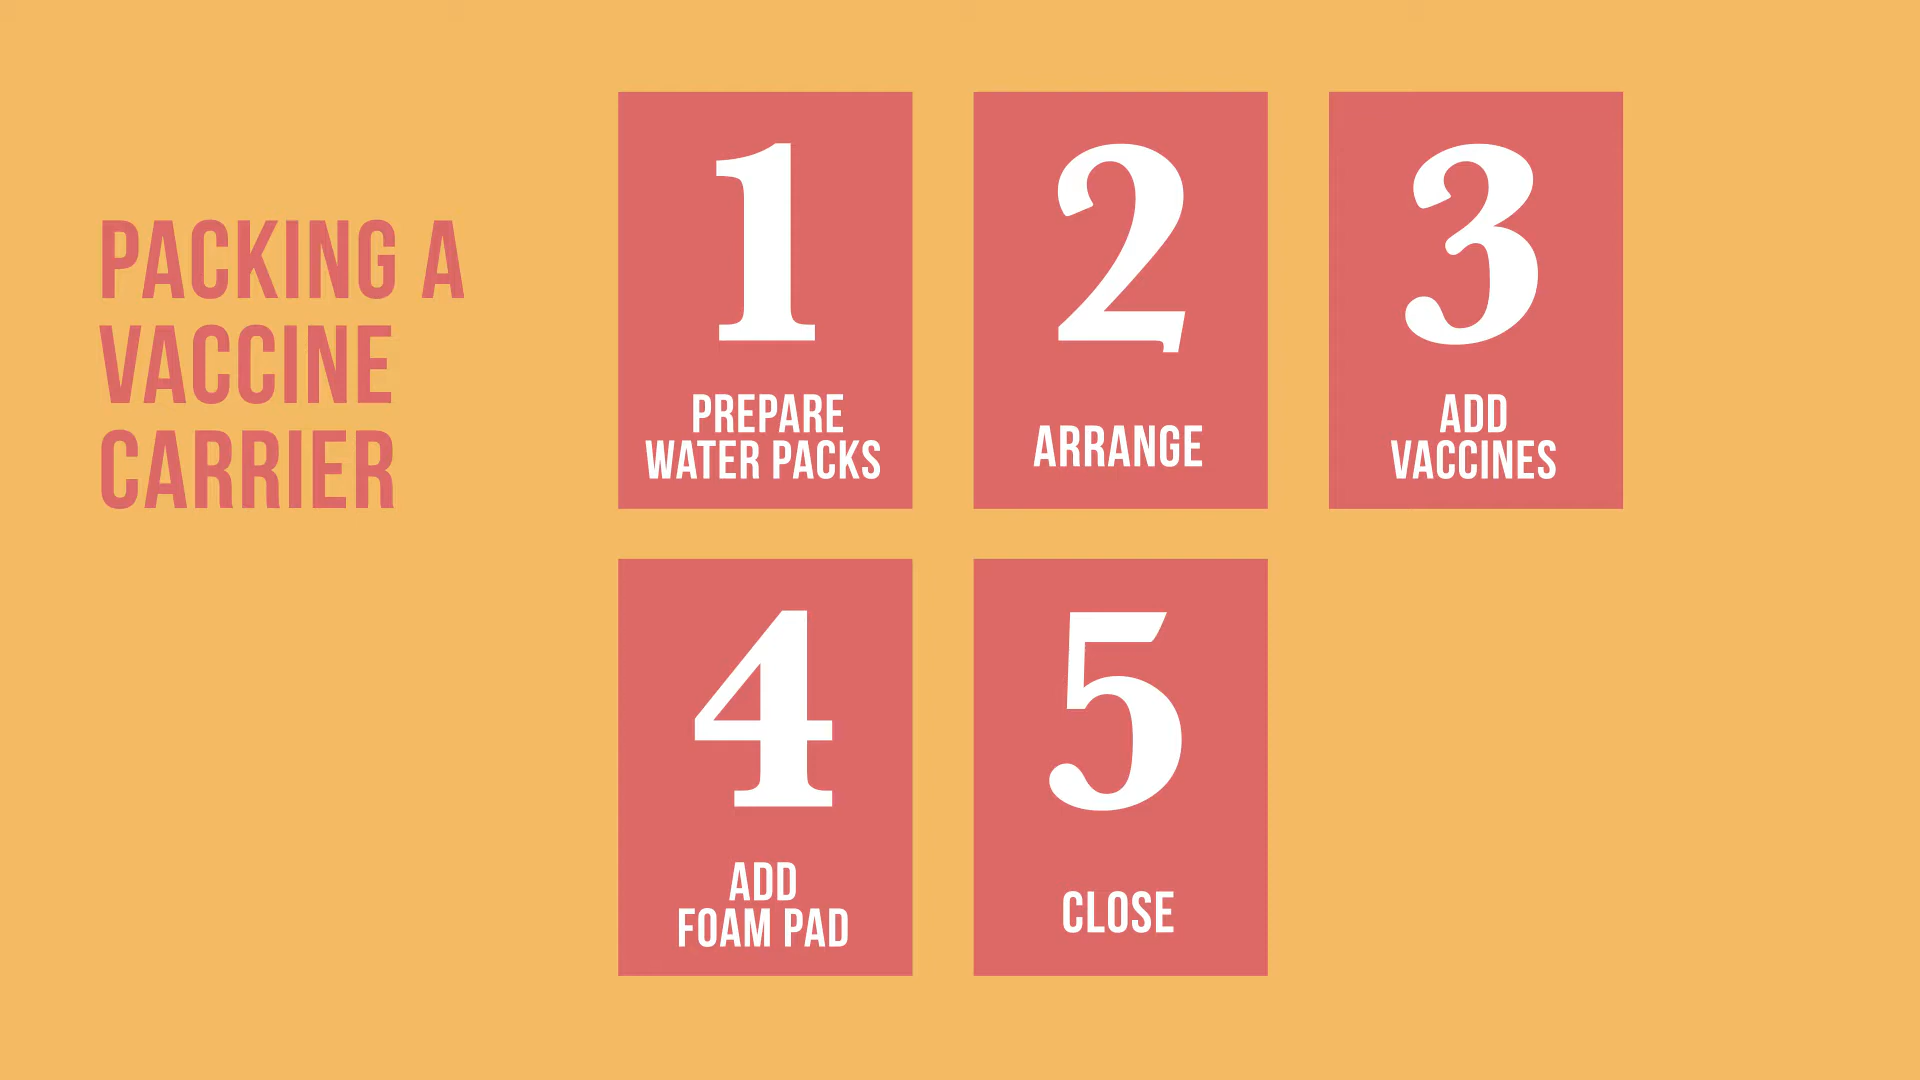 PACKING A
VACCINE
CARRIER
1
PREPARE
WATER PACKS
2
ARRANGE
3
ADD
VACCINES
4
ADD
FOAM PAD
5
CLOSE